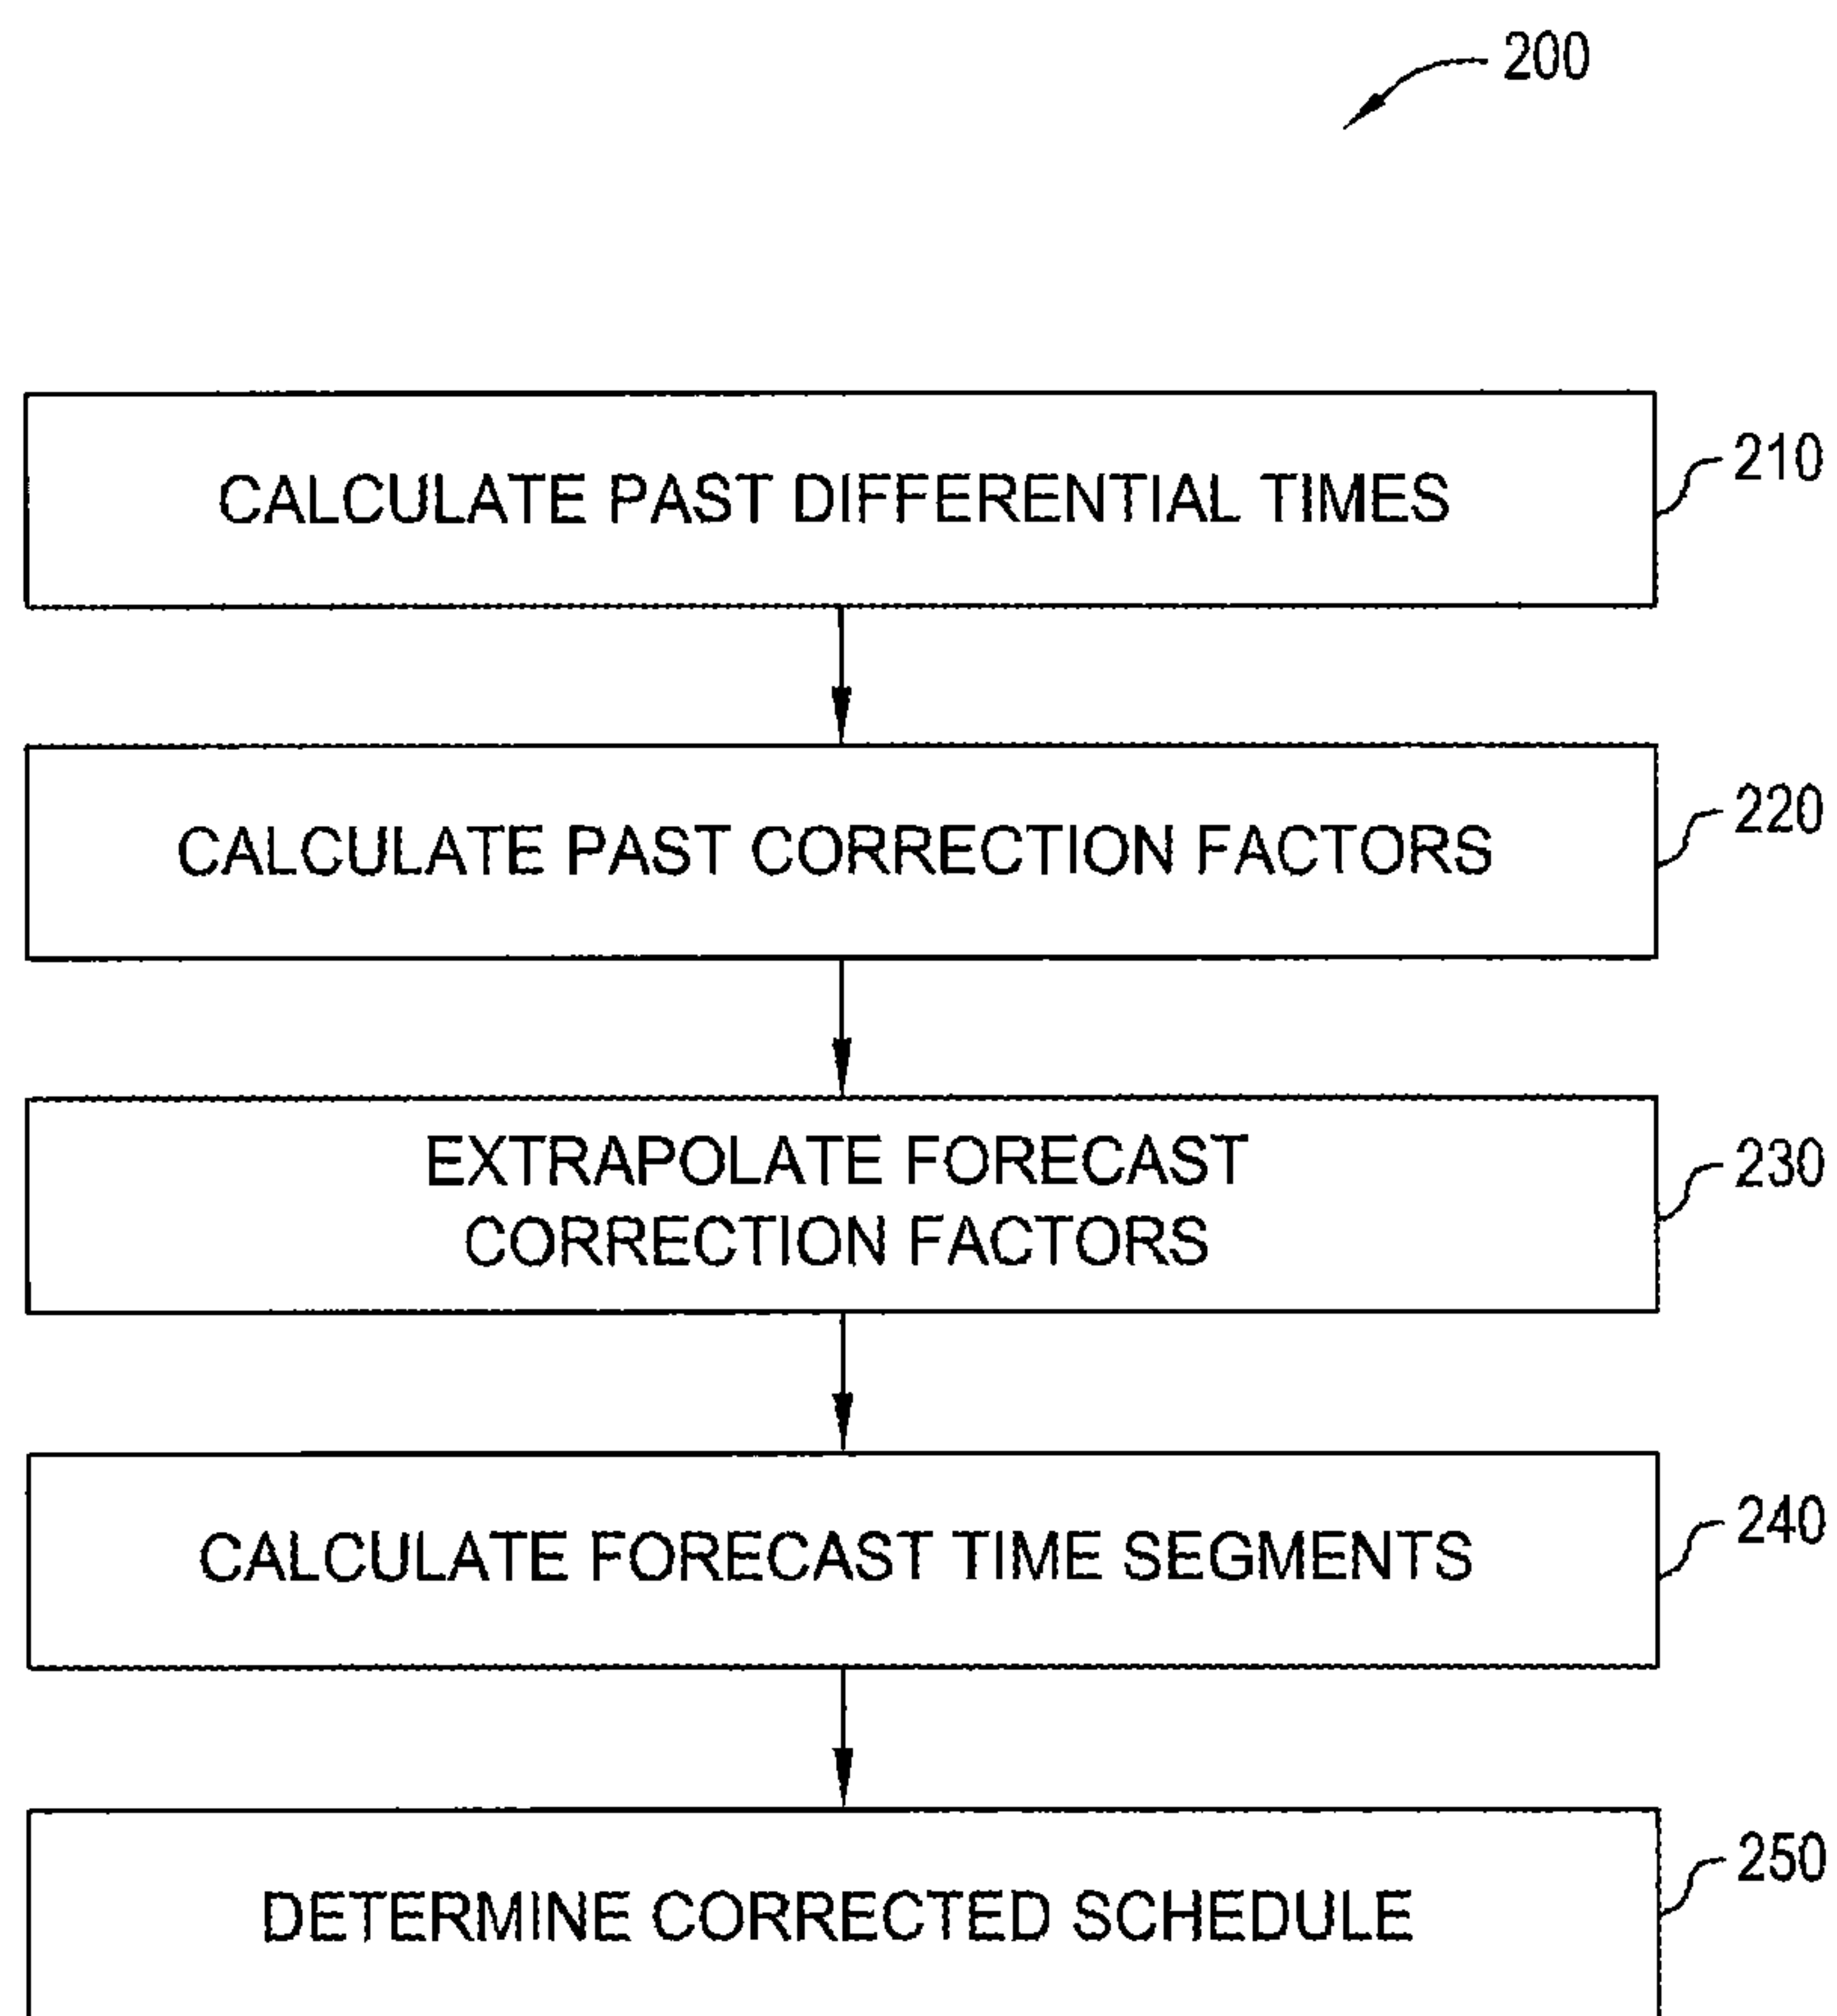 200
CALCULATE PAST DIFFERENTIAL TIMES
210
CALCULATE PAST CORRECTION FACTORS
220
EXTRAPOLATE FORECAST
CORRECTION FACTORS
230
CALCULATE FORECAST TIME SEGMENTS
240
DETERMINE CORRECTED SCHEDULE
250